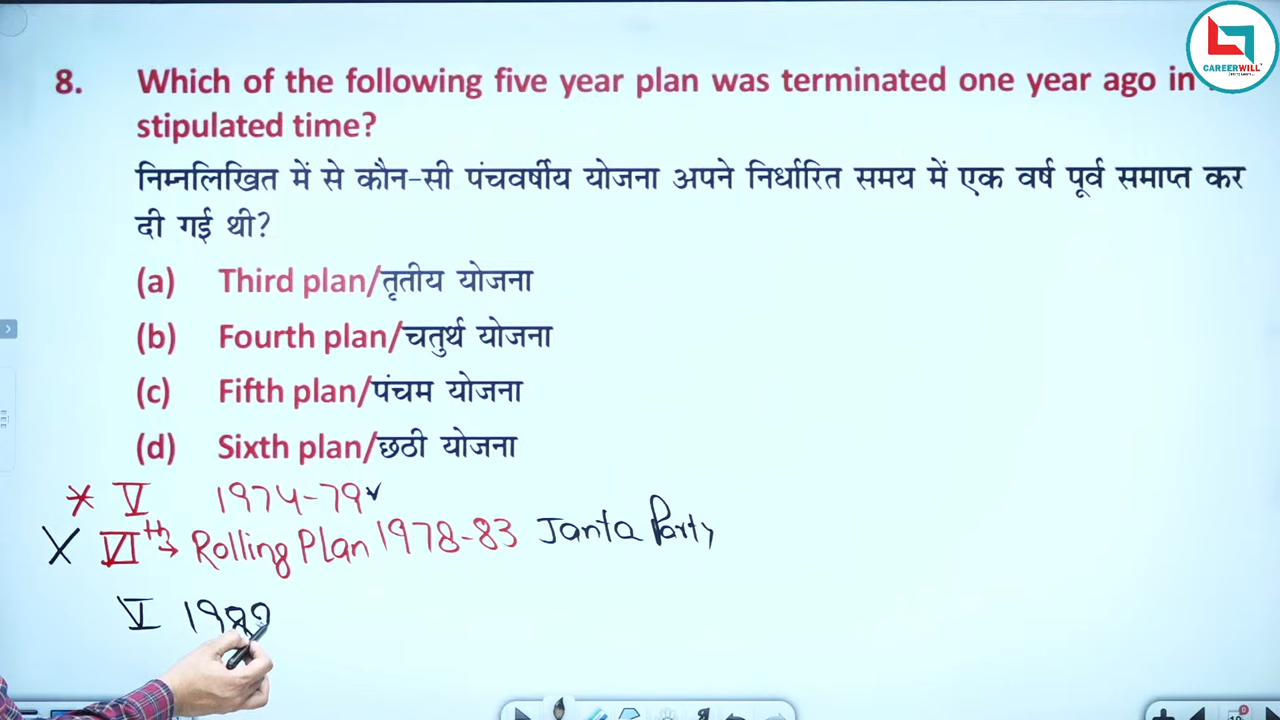 CAREERWILL
8. Which of the following five year plan was terminated one year ago in
stipulated time?
निम्नलिखित में से कौन-सी पंचवर्षीय योजना अपने निर्धारित समय में एक वर्ष पूर्व समाप्त कर
दी गई थी?
(a) Third plan/तृतीय योजना
(b) Fourth plan/चतुर्थ योजना
(c) Fifth plan/पंचम योजना
(d) Sixth plan/छठी योजना
* V 1974-79✓
X VIth → Rolling Plan 1978-83 Janta Party
V